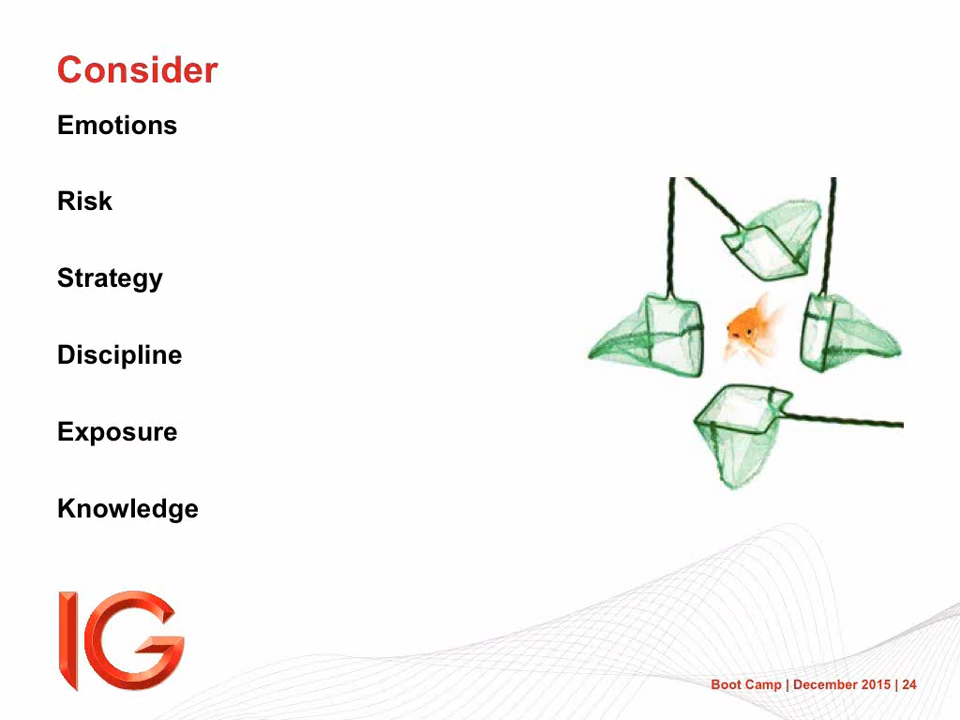 Consider
Emotions
Risk
Strategy
Discipline
Exposure
Knowledge
IG
Boot Camp | December 2015 | 24